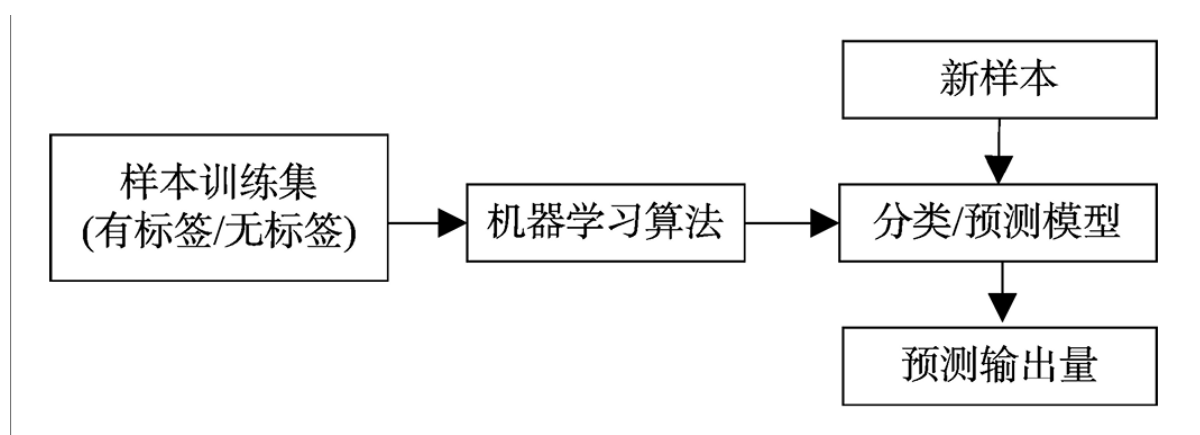 新样本
样本训练集
(有标签/无标签)
机器学习算法
分类/预测模型
预测输出量